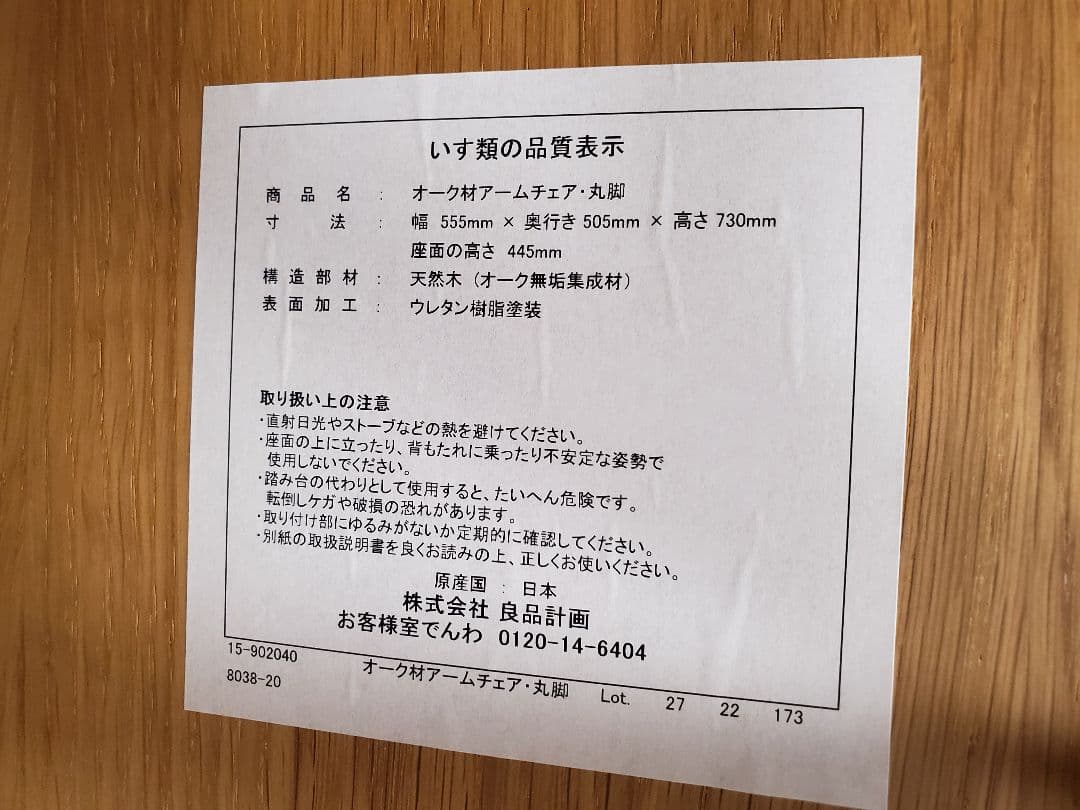 いす類の品質表示
商品名 : オーク材アームチェア・丸脚
寸法 : 幅 555mm × 奥行き 505mm × 高さ 730mm
座面の高さ 445mm
構造部材 : 天然木 (オーク無垢集成材)
表面加工 : ウレタン樹脂塗装
取り扱い上の注意
・直射日光やストーブなどの熱を避けてください。
・座面の上に立ったり、背もたれに乗ったり不安定な姿勢で
使用しないでください。
・踏み台の代わりとして使用すると、たいへん危険です。
転倒しケガや破損の恐れがあります。
・取り付け部にゆるみがないか定期的に確認してください。
・別紙の取扱説明書を良くお読みの上、正しくお使いください。
原産国 : 日本
株式会社 良品計画
お客様室でんわ 0120-14-6404
15-902040 オーク材アームチェア・丸脚 Lot. 27 22 173
8038-20